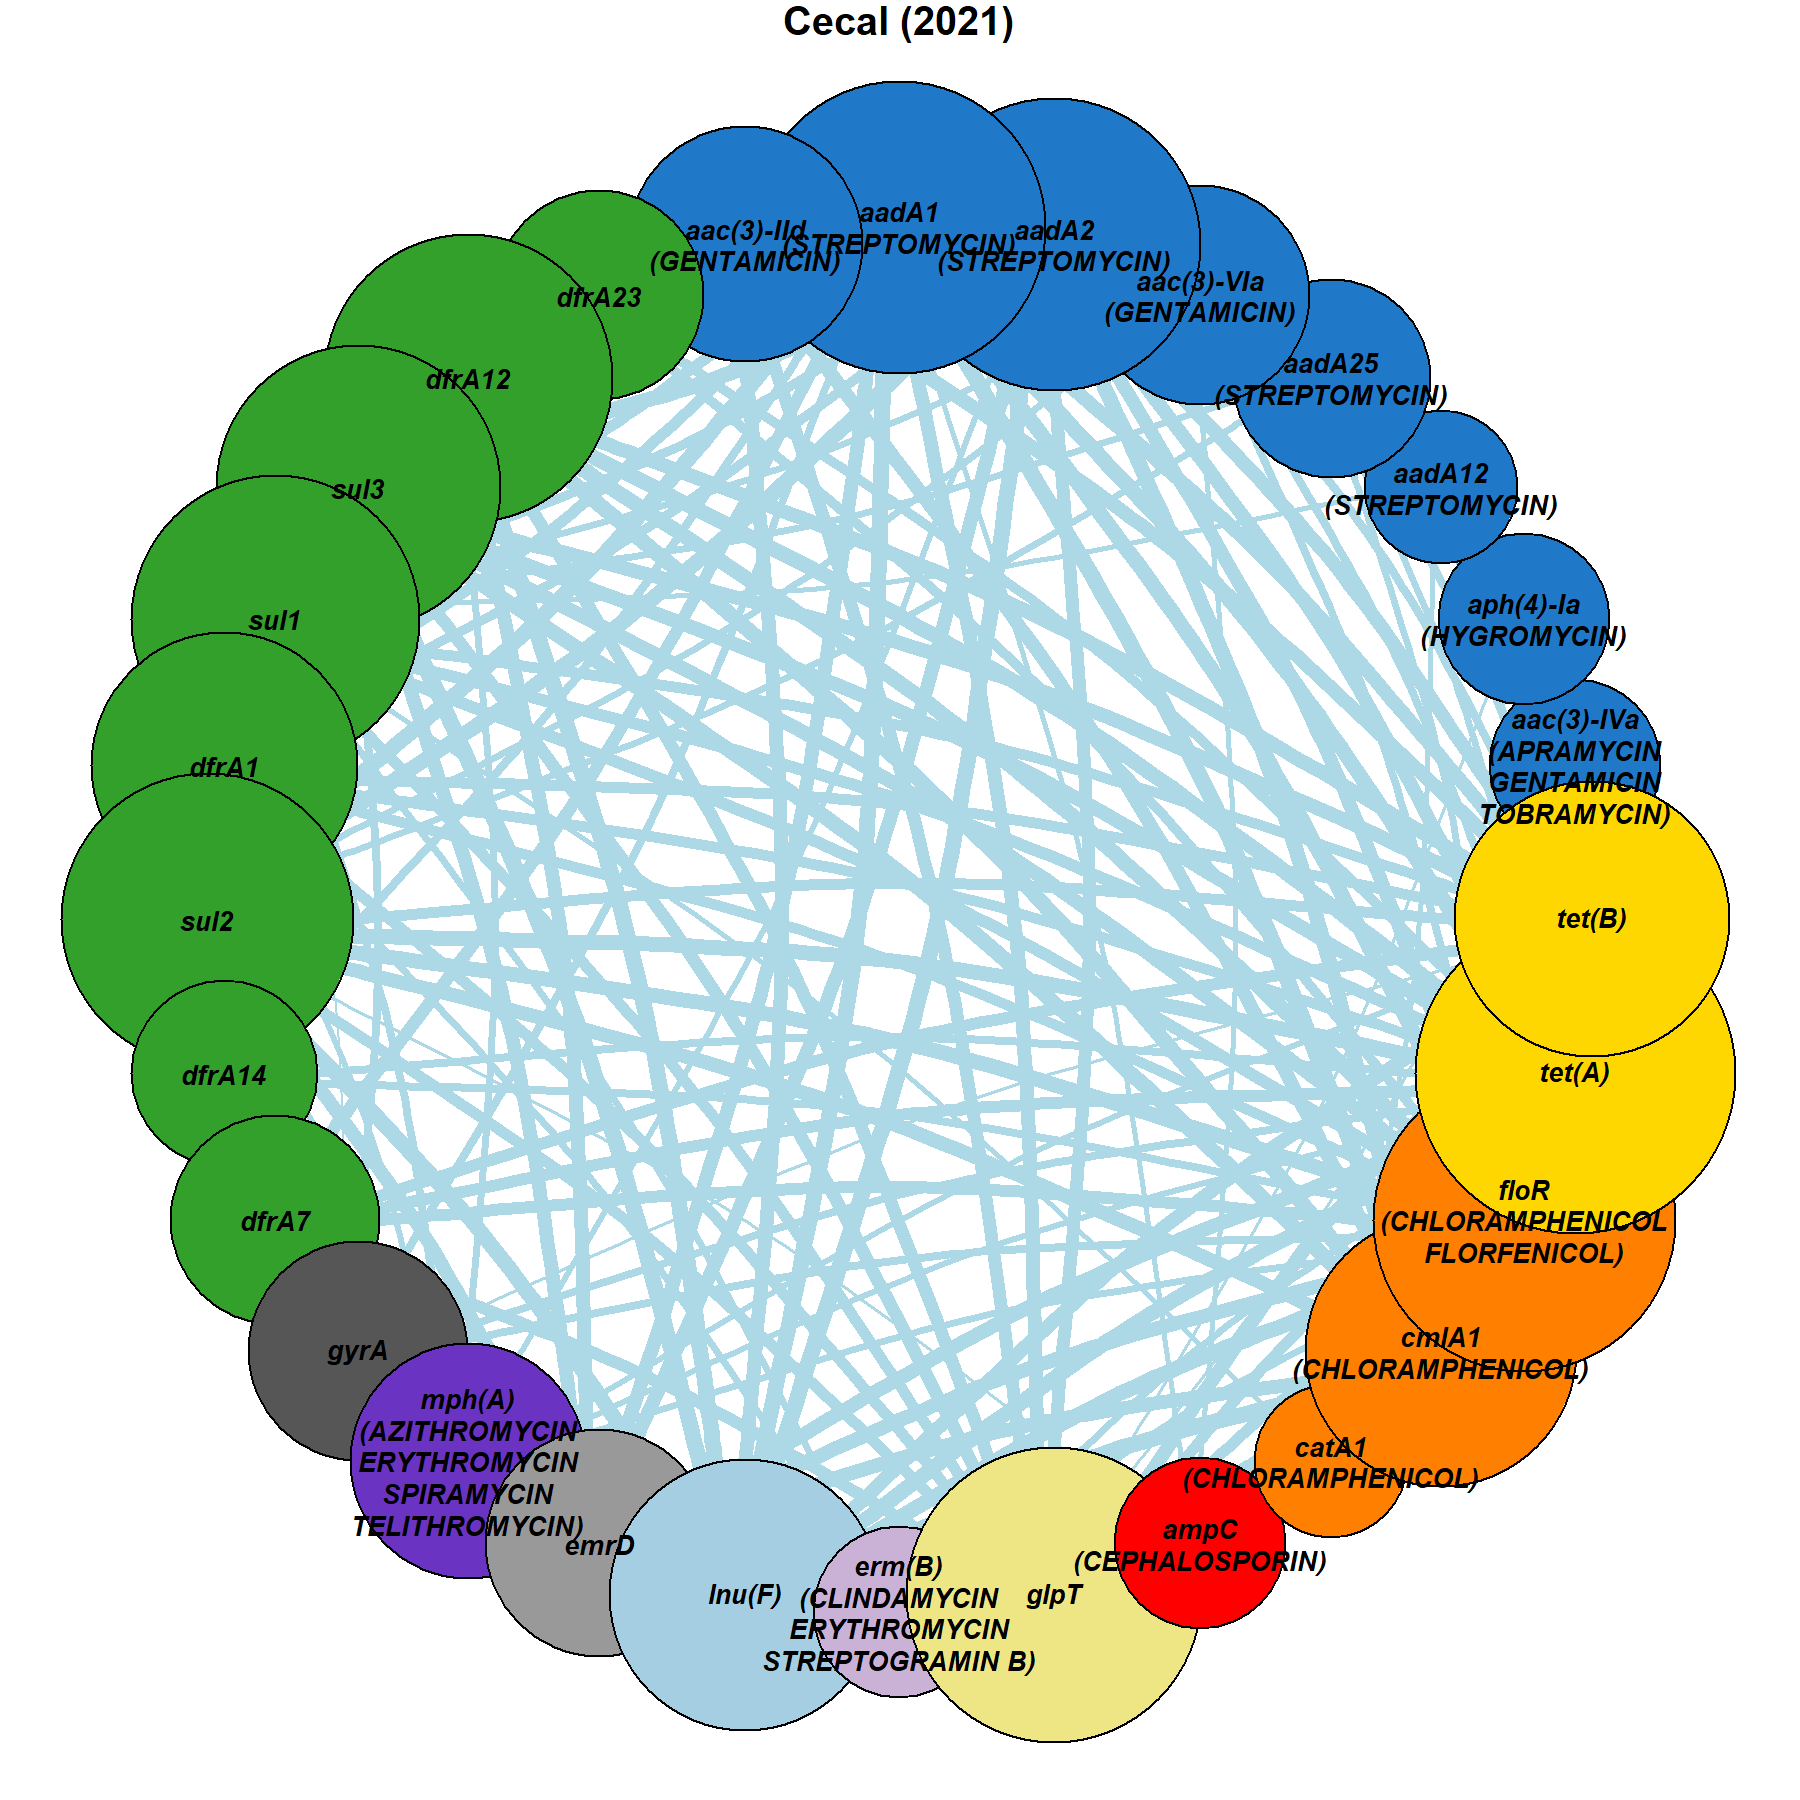 Cecal (2021)
aadA1
(STREPTOMYCIN)
aadA2
(STREPTOMYCIN)
aac(3)-IId
(GENTAMICIN)
aac(3)-VIa
(GENTAMICIN)
dfrA23
aadA25
(STREPTOMYCIN)
dfrA12
aadA12
(STREPTOMYCIN)
sul3
aph(4)-Ia
(HYGROMYCIN)
sul1
aac(3)-IVa
(APRAMYCIN
GENTAMICIN
TOBRAMYCIN)
dfrA1
tet(B)
sul2
tet(A)
dfrA14
floR
(CHLORAMPHENICOL
FLORFENICOL)
dfrA7
cmlA1
(CHLORAMPHENICOL)
gyrA
mph(A)
(AZITHROMYCIN
ERYTHROMYCIN
SPIRAMYCIN
TELITHROMYCIN)
catA1
(CHLORAMPHENICOL)
emrD
ampC
(CEPHALOSPORIN)
lnu(F)
erm(B)
(CLINDAMYCIN
ERYTHROMYCIN
STREPTOGRAMIN B)
glpT